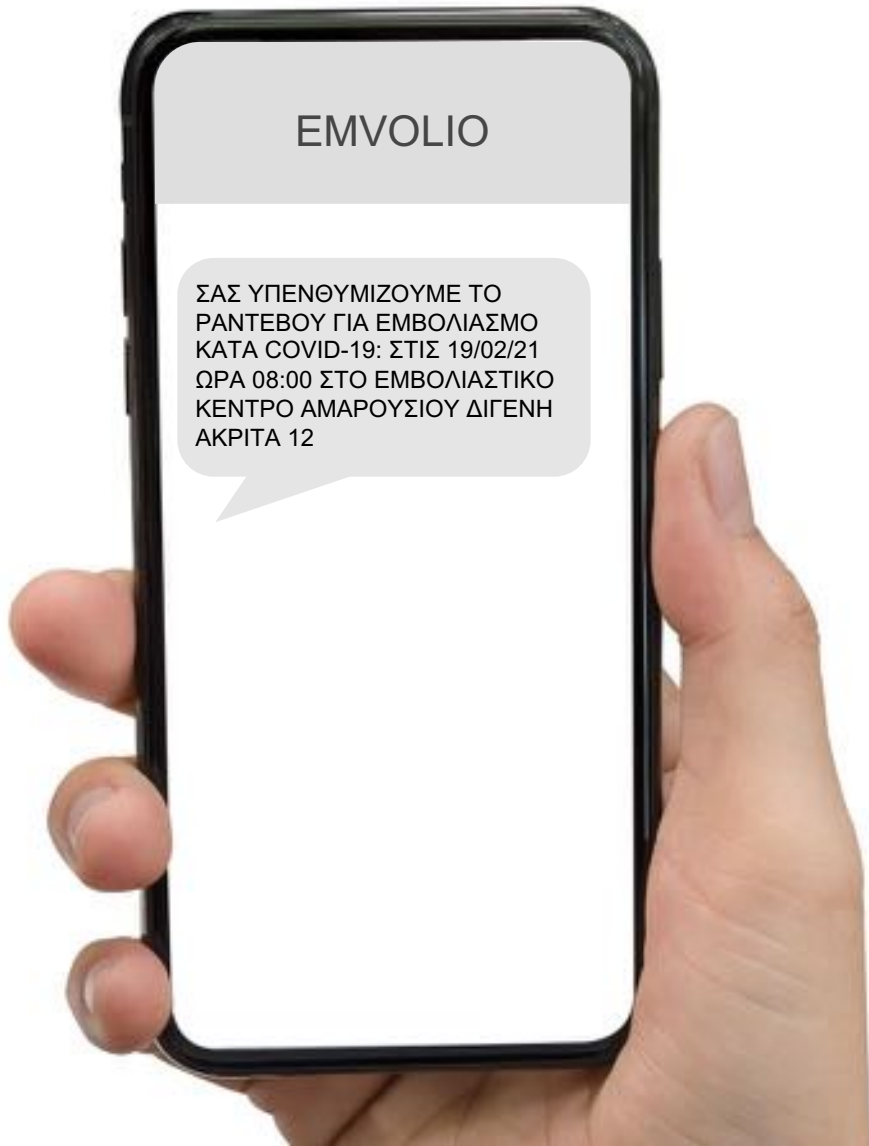 EMVOLIO
ΣΑΣ ΥΠΕΝΘΥΜΙΖΟΥΜΕ ΤΟ
ΡΑΝΤΕΒΟΥ ΓΙΑ ΕΜΒΟΛΙΑΣΜΟ
ΚΑΤΑ COVID-19: ΣΤΙΣ 19/02/21
ΩΡΑ 08:00 ΣΤΟ ΕΜΒΟΛΙΑΣΤΙΚΟ
ΚΕΝΤΡΟ ΑΜΑΡΟΥΣΙΟΥ ΔΙΓΕΝΗ
ΑΚΡΙΤΑ 12